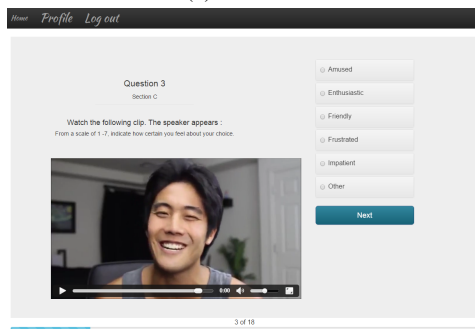 Home Profile Log out
Question 3
Section C
Watch the following clip. The speaker appears :
From a scale of 1 -7, indicate how certain you feel about your choice.
0:00
Amused
Enthusiastic
Friendly
Frustrated
Impatient
Other
Next
3 of 18